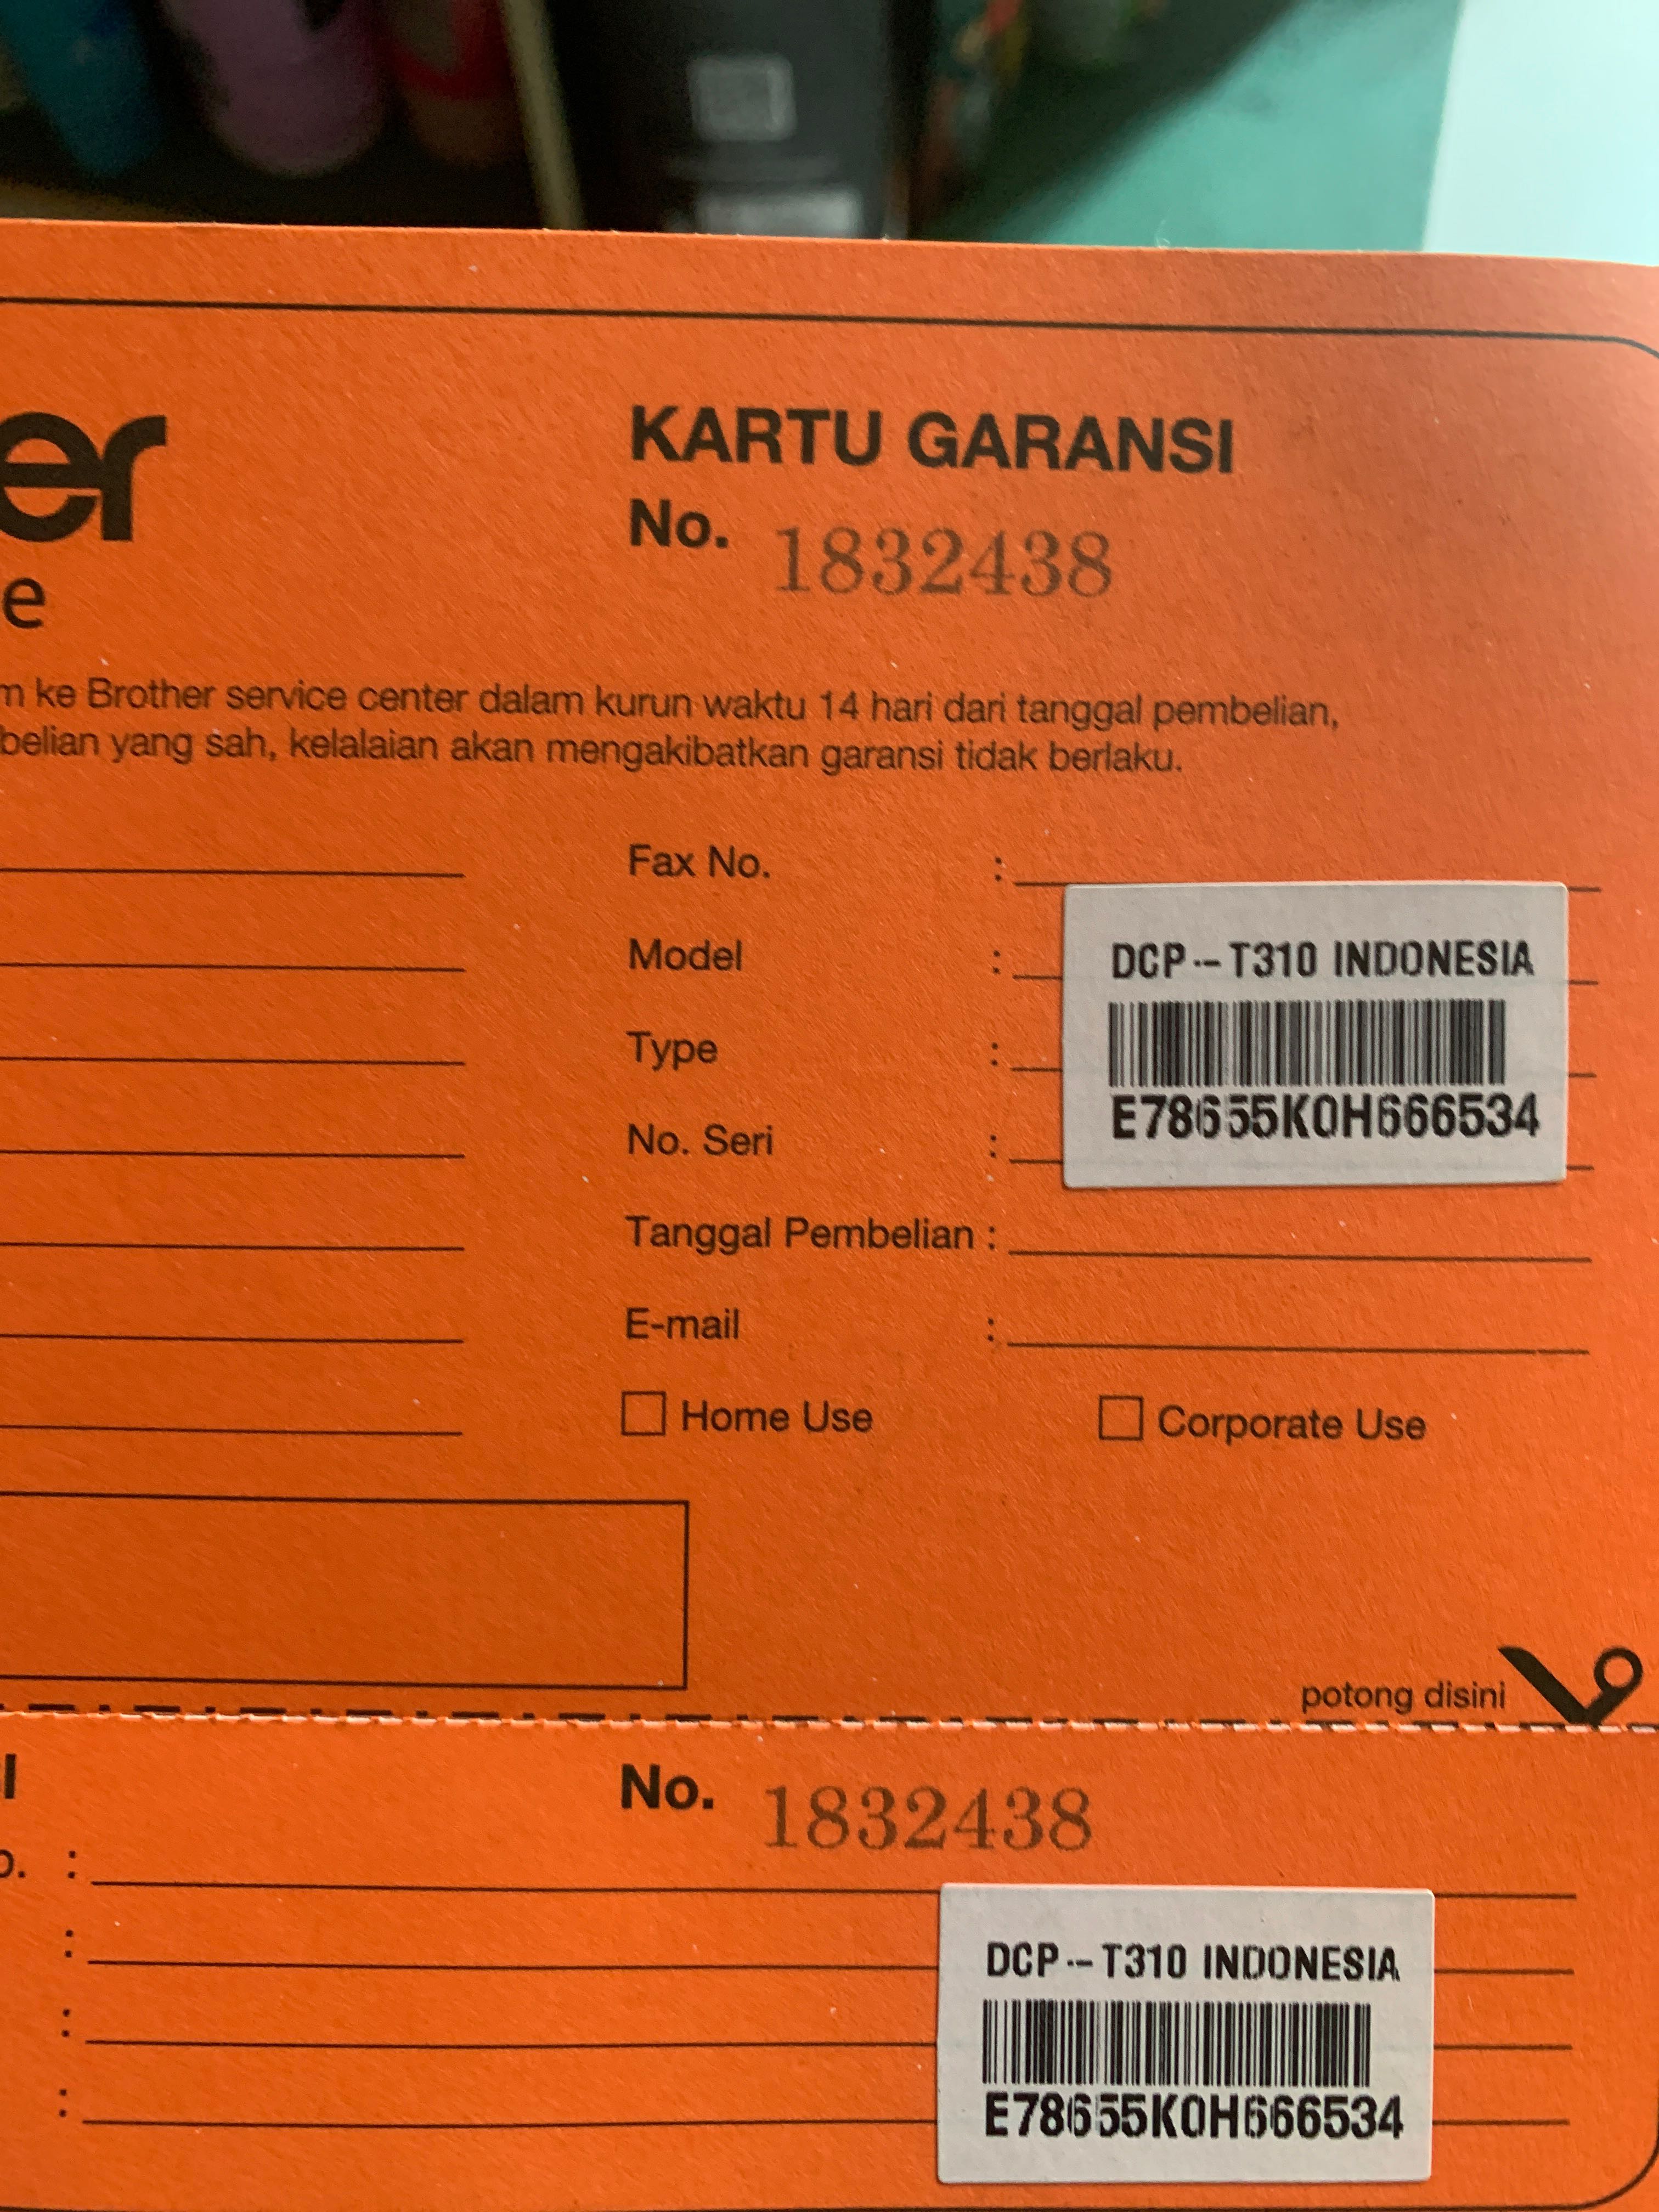 er
KARTU GARANSI
No. 1832438
e
m ke Brother service center dalam kurun waktu 14 hari dari tanggal pembelian,
belian yang sah, kelalaian akan mengakibatkan garansi tidak berlaku.
Fax No. :
Model : DCP--T310 INDONESIA
Type :
No. Seri : E78655K0H666534
Tanggal Pembelian :
E-mail :
Home Use Corporate Use
potong disini
I No. 1832438
o. :
: DCP--T310 INDONESIA
:
: E78655K0H666534